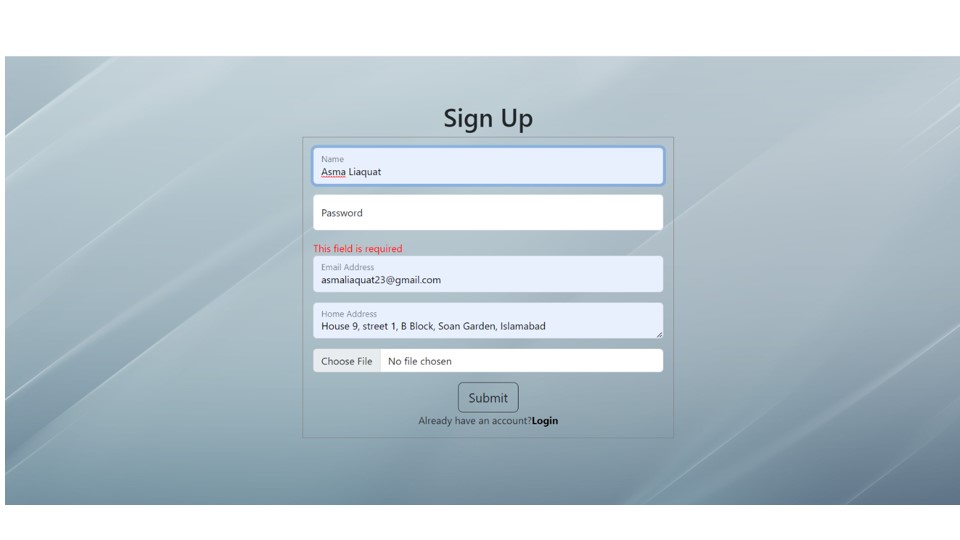 Sign Up
Name
Asma Liaquat
Password
This field is required
Email Address
asmaliaquat23@gmail.com
Home Address
House 9, street 1, B Block, Soan Garden, Islamabad
Choose File No file chosen
Submit
Already have an account?Login